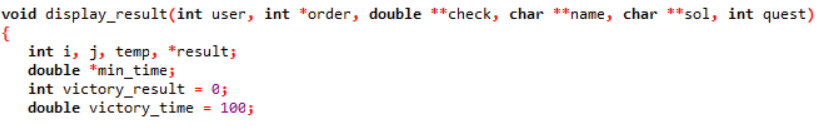 void display_result(int user, int *order, double **check, char **name, char **sol, int quest)
{
int i, j, temp, *result;
double *min_time;
int victory_result = 0;
double victory_time = 100;